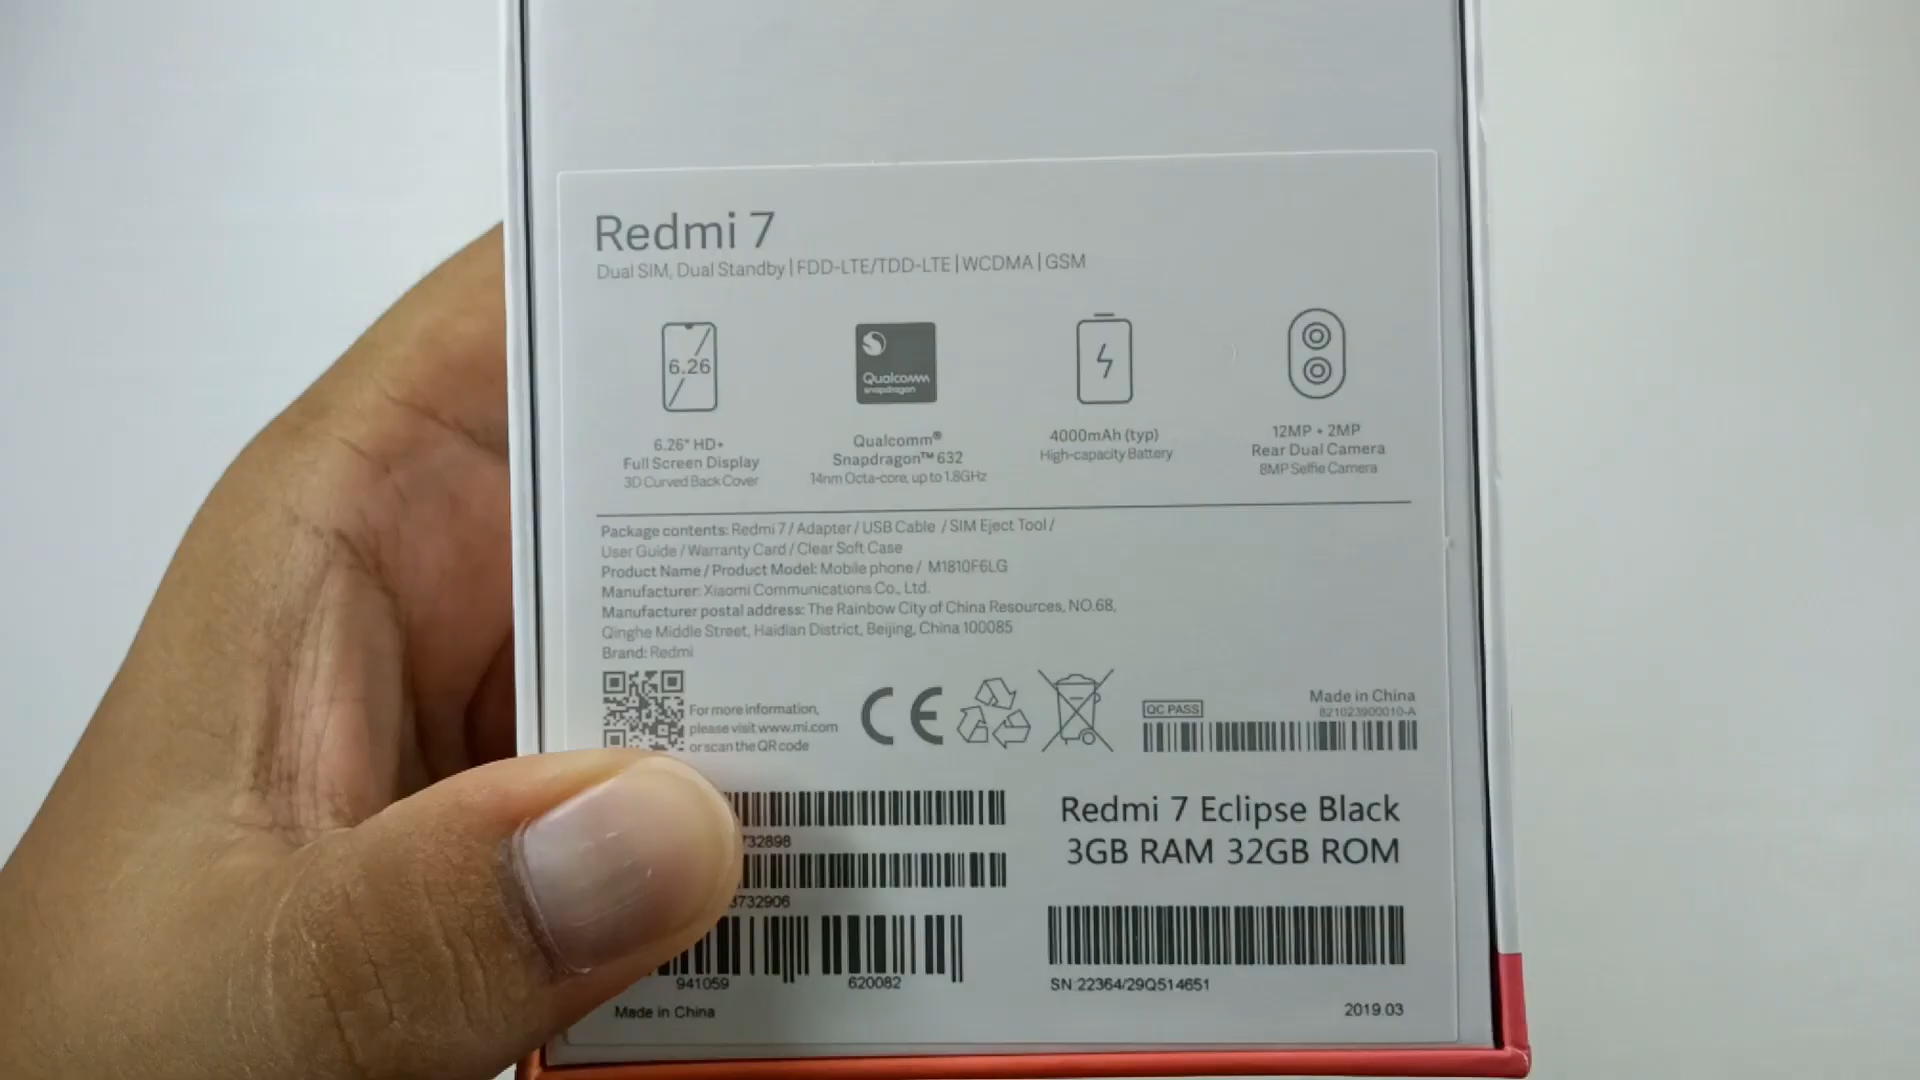 Redmi 7
Dual SIM, Dual Standby | FDD-LTE/TDD-LTE | WCDMA | GSM
6.26
Qualcomm
snapdragon
6.26" HD+
Full Screen Display
3D Curved Back Cover
Qualcomm®
Snapdragon™ 632
14nm Octa-core, up to 1.8GHz
4000mAh (typ)
High-capacity Battery
12MP + 2MP
Rear Dual Camera
8MP Selfie Camera
Package contents: Redmi 7 / Adapter / USB Cable / SIM Eject Tool /
User Guide / Warranty Card / Clear Soft Case
Product Name / Product Model: Mobile phone / M1810F6LG
Manufacturer: Xiaomi Communications Co., Ltd.
Manufacturer postal address: The Rainbow City of China Resources, NO.68,
Qinghe Middle Street, Haidian District, Beijing, China 100085
Brand: Redmi
For more information,
please visit www.mi.com
or scan the QR code
CE
QC PASS
Made in China
821023900010-A
Redmi 7 Eclipse Black
3GB RAM 32GB ROM
732898
3732906
941059
620082
SN:22364/29Q514651
Made in China
2019.03